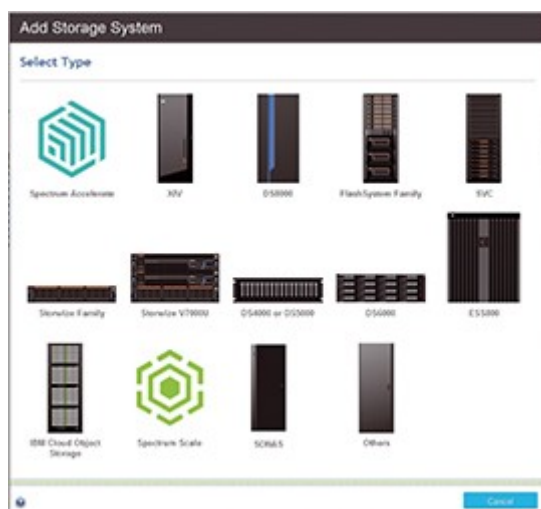 Add Storage System
Select Type
Spectrum Accelerate
XIV
DS8000
FlashSystem Family
SVC
Storwize Family
Storwize V7000U
DS4000 or DS5000
DS6000
ESS800
IBM Cloud Object
Storage
Spectrum Scale
SONAS
Others
Cancel